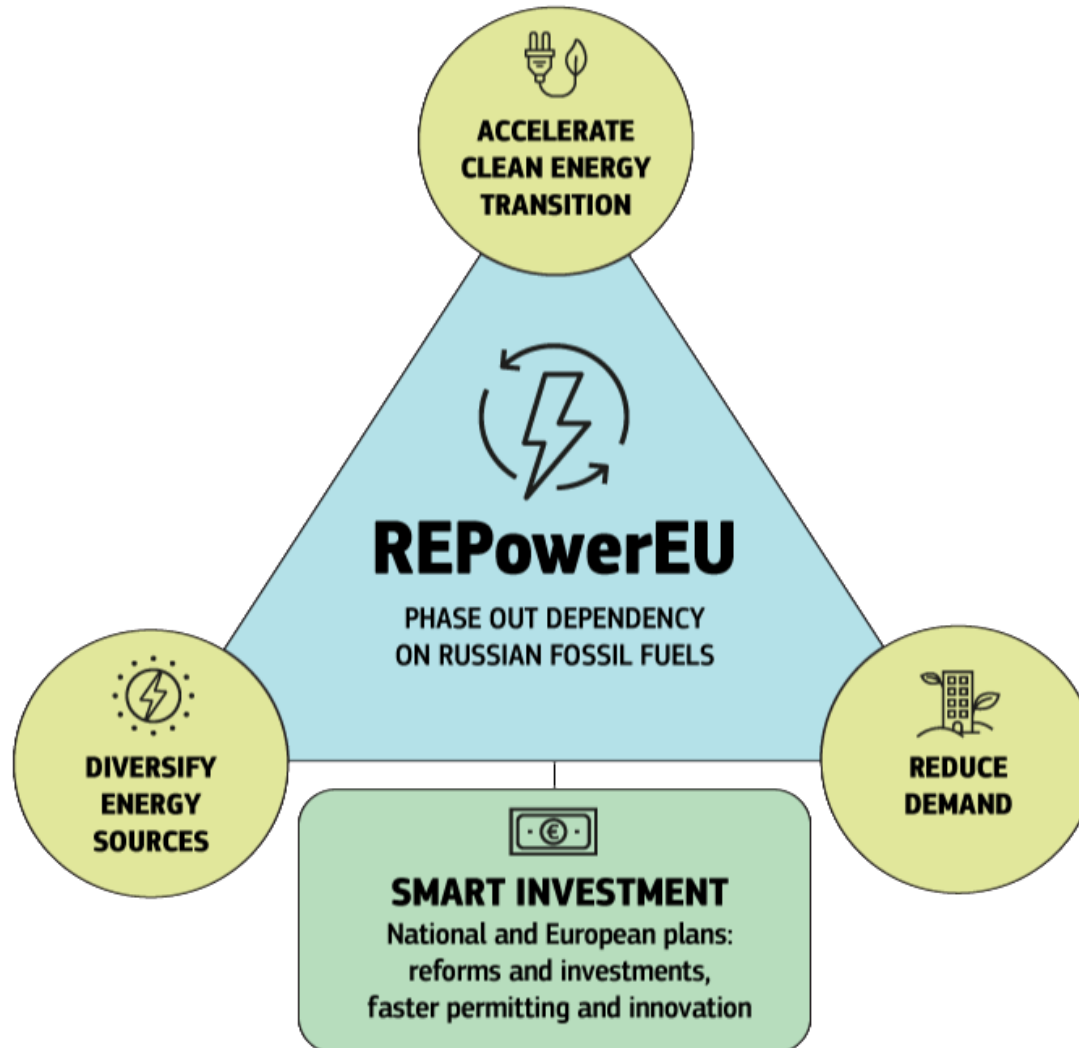 ACCELERATE
CLEAN ENERGY
TRANSITION
REPowerEU
PHASE OUT DEPENDENCY
ON RUSSIAN FOSSIL FUELS
DIVERSIFY
ENERGY
SOURCES
REDUCE
DEMAND
€
SMART INVESTMENT
National and European plans:
reforms and investments,
faster permitting and innovation